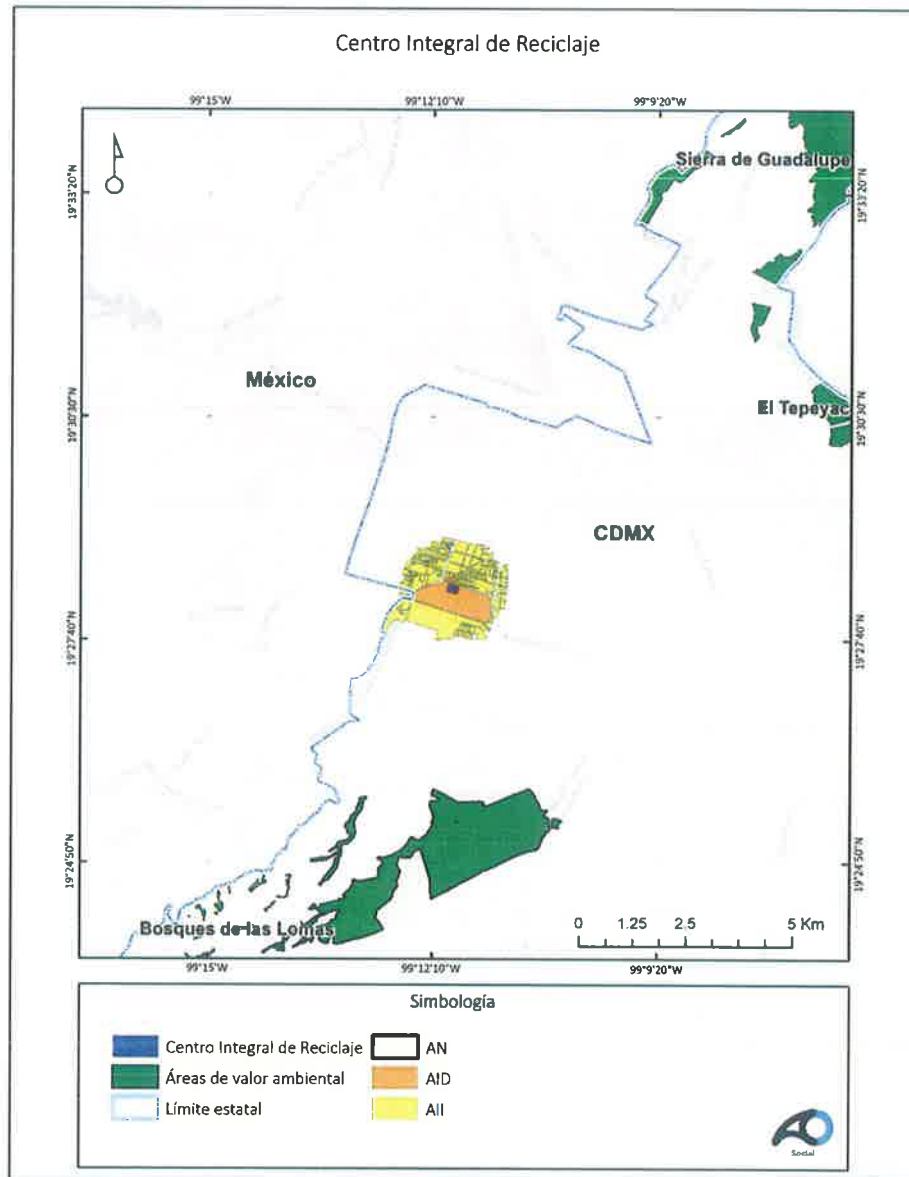 Centro Integral de Reciclaje
99°15'W 99°12'10"W 99°9'20"W
Sierra de Guadalupe
19°33'20"N 19°33'20"N
México
El Tepeyac
19°30'30"N 19°30'30"N
CDMX
19°27'40"N 19°27'40"N
19°24'50"N 19°24'50"N
Bosques de las Lomas
0 1.25 2.5 5 Km
99°15'W 99°12'10"W 99°9'20"W
Simbología
Centro Integral de Reciclaje AN
Áreas de valor ambiental AID
Límite estatal AII
Social